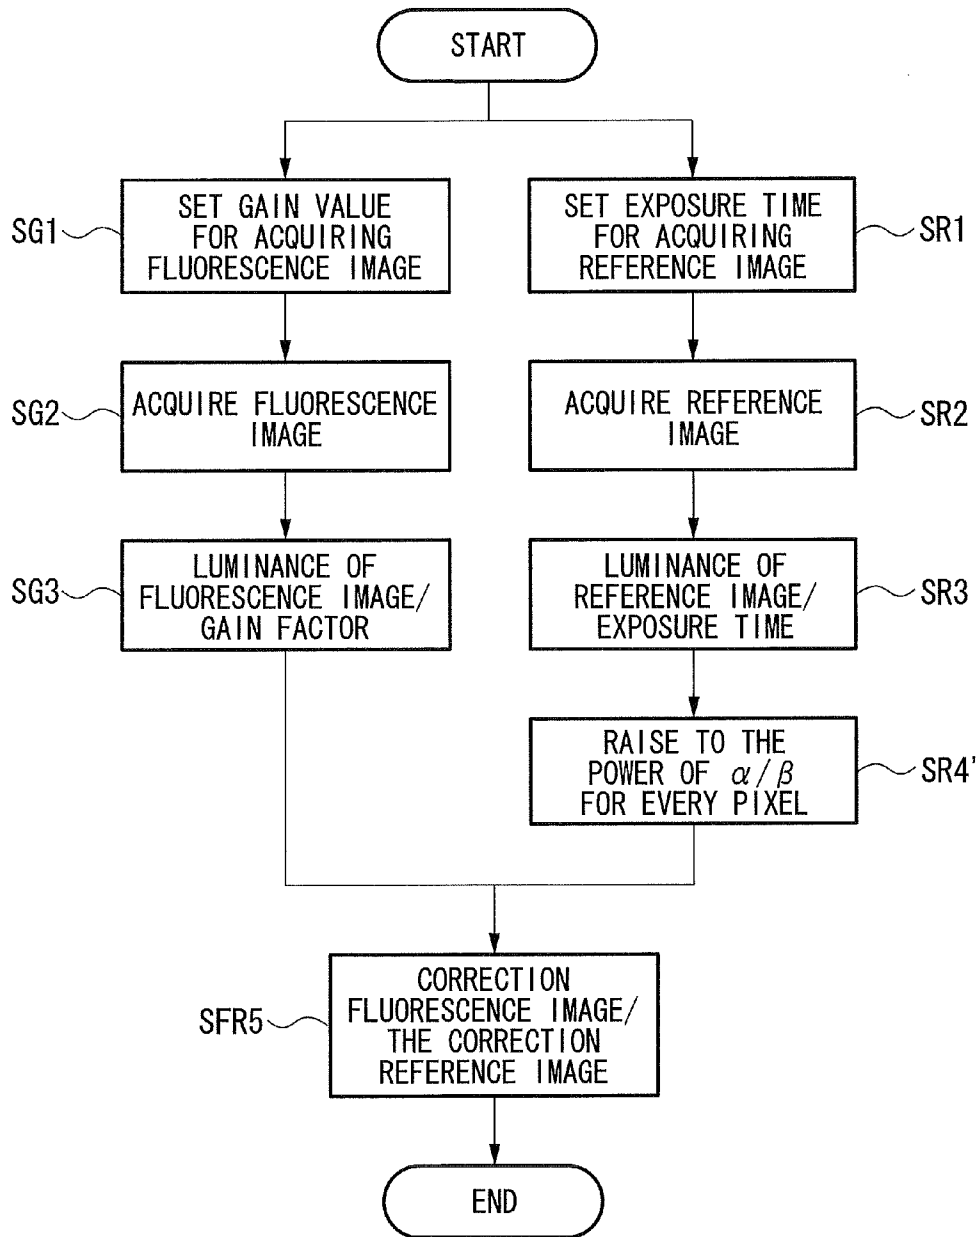 START
SET GAIN VALUE
FOR ACQUIRING
FLUORESCENCE IMAGE
SG1
SET EXPOSURE TIME
FOR ACQUIRING
REFERENCE IMAGE
SR1
ACQUIRE FLUORESCENCE
IMAGE
SG2
ACQUIRE REFERENCE
IMAGE
SR2
LUMINANCE OF
FLUORESCENCE IMAGE/
GAIN FACTOR
SG3
LUMINANCE OF
REFERENCE IMAGE/
EXPOSURE TIME
SR3
RAISE TO THE
POWER OF α/β
FOR EVERY PIXEL
SR4'
CORRECTION
FLUORESCENCE IMAGE/
THE CORRECTION
REFERENCE IMAGE
SFR5
END